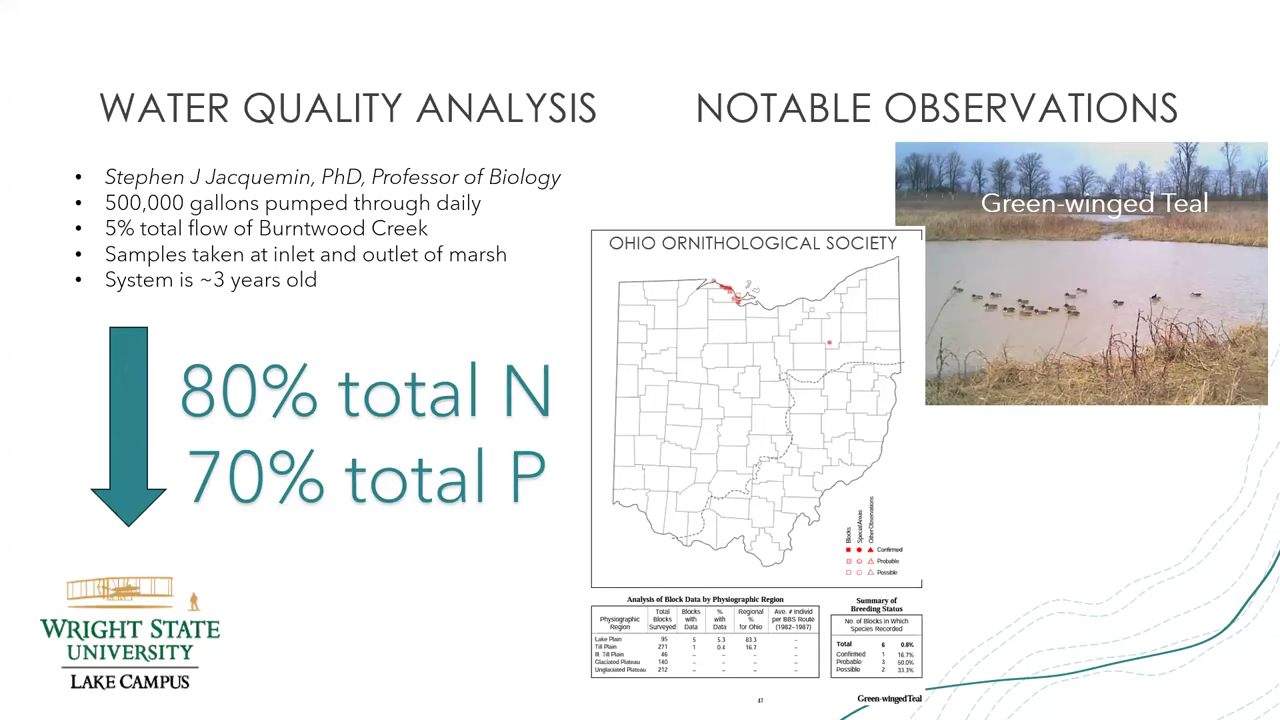 WATER QUALITY ANALYSIS
NOTABLE OBSERVATIONS
• Stephen J Jacquemin, PhD, Professor of Biology
• 500,000 gallons pumped through daily
• 5% total flow of Burntwood Creek
• Samples taken at inlet and outlet of marsh
• System is ~3 years old
80% total N
70% total P
WRIGHT STATE
UNIVERSITY
LAKE CAMPUS
Green-winged Teal
OHIO ORNITHOLOGICAL SOCIETY
Blocks
Special Areas
Other Observations
Confirmed
Probable
Possible
Analysis of Block Data by Physiographic Region
Physiographic Region Total Blocks Surveyed Blocks with Data % with Data Regional % for Ohio Ave. # Individ per BBS Route (1982–1987)
Lake Plain 95 5 5.3 83.3 –
Till Plain 271 1 0.4 16.7 –
Ill. Till Plain 46 – – – –
Glaciated Plateau 140 – – – –
Unglaciated Plateau 212 – – – –
Summary of
Breeding Status
No. of Blocks in Which
Species Recorded
Total 6 0.8%
Confirmed 1 16.7%
Probable 3 50.0%
Possible 2 33.3%
47
Green-winged Teal